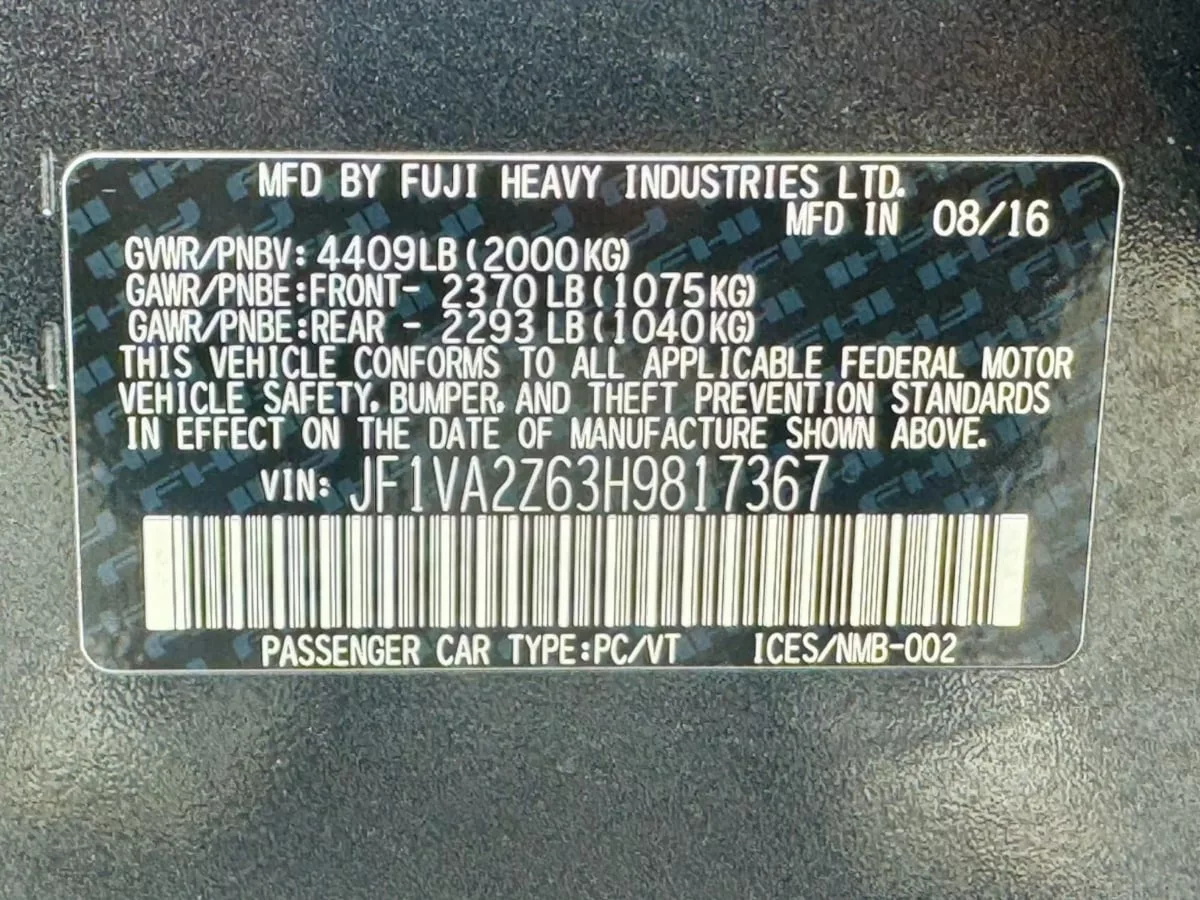 MFD BY FUJI HEAVY INDUSTRIES LTD.
MFD IN 08/16
GVWR/PNBV: 4409LB(2000KG)
GAWR/PNBE:FRONT- 2370LB(1075KG)
GAWR/PNBE:REAR - 2293LB(1040KG)
THIS VEHICLE CONFORMS TO ALL APPLICABLE FEDERAL MOTOR
VEHICLE SAFETY, BUMPER, AND THEFT PREVENTION STANDARDS
IN EFFECT ON THE DATE OF MANUFACTURE SHOWN ABOVE.
VIN: JF1VA2Z63H9817367
PASSENGER CAR TYPE:PC/VT ICES/NMB-002